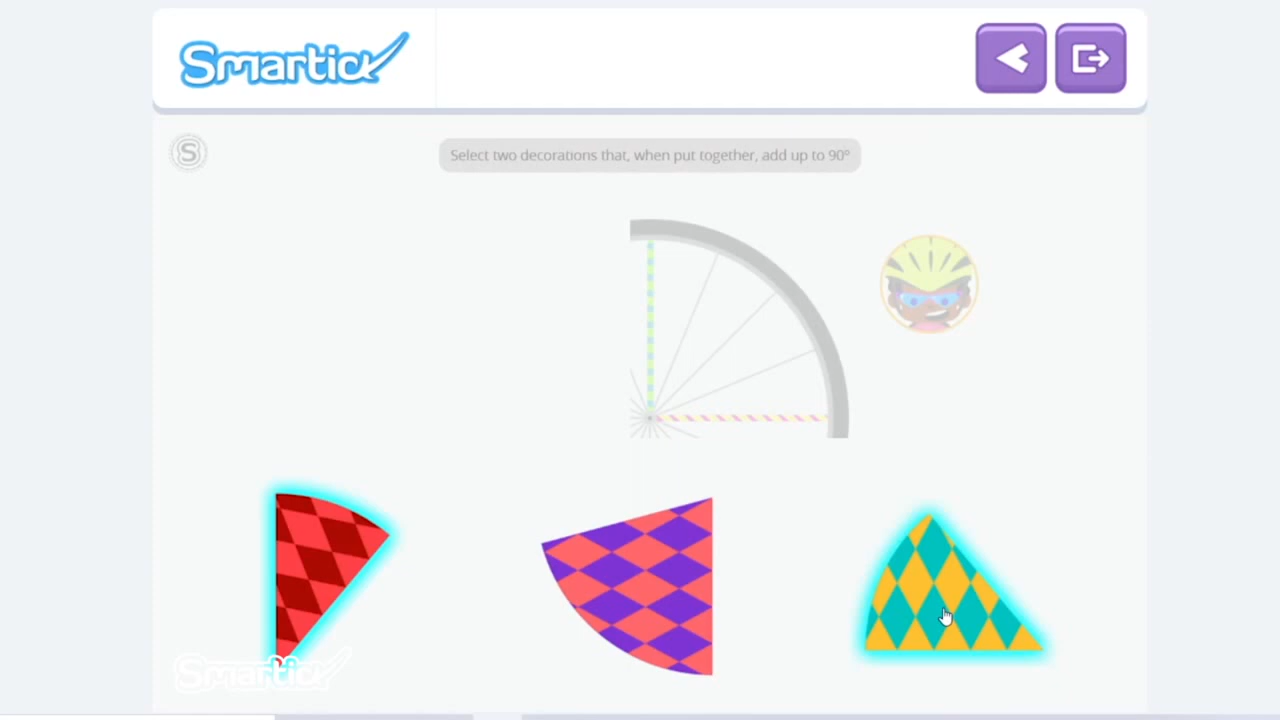 Smartick
S
Select two decorations that, when put together, add up to 90°
Smartick